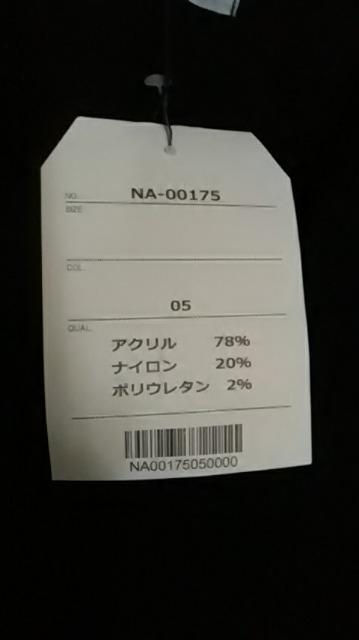 NO. NA-00175
SIZE
COL.
05
QUAL.
アクリル 78%
ナイロン 20%
ポリウレタン 2%
NA00175050000